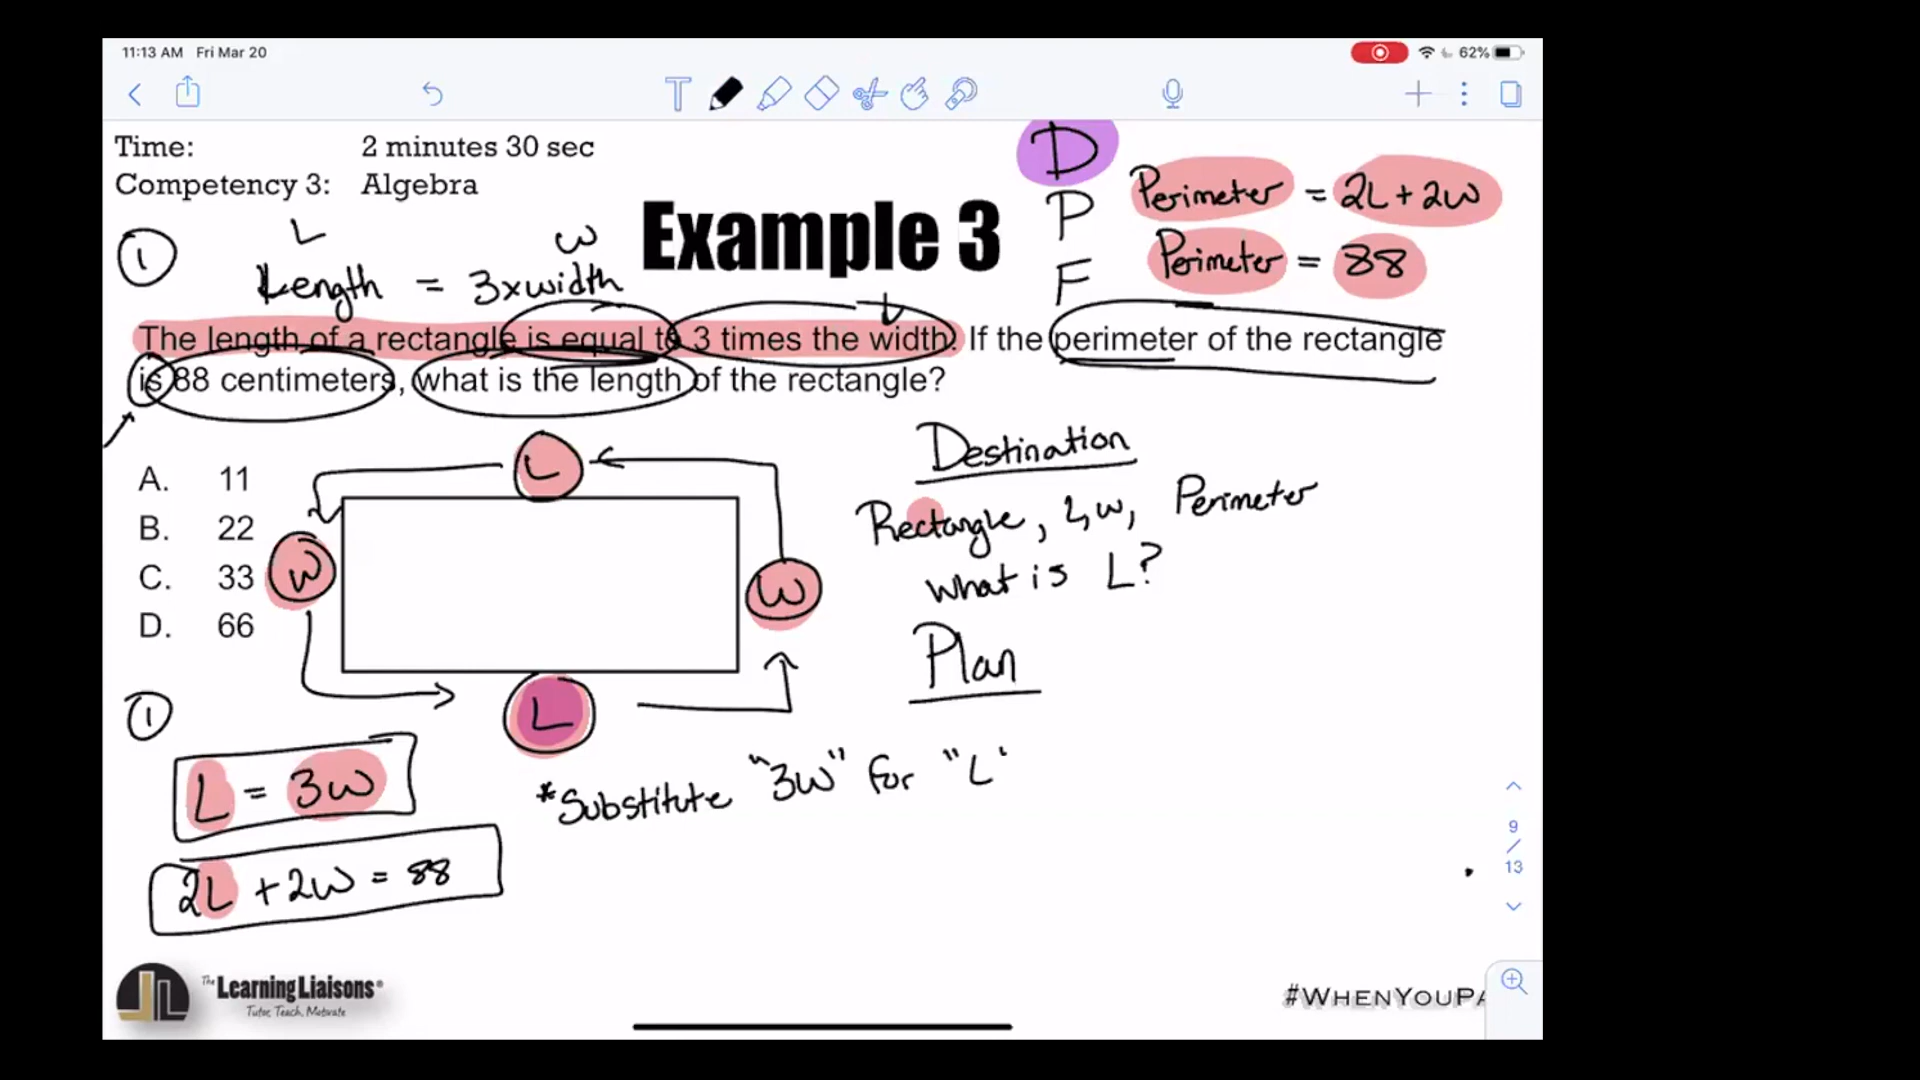 11:13 AM Fri Mar 20
62%
Time: 2 minutes 30 sec
Competency 3: Algebra
Example 3
D
P
F
Perimeter = 2L + 2W
Perimeter = 88
1
L
W
Length = 3xwidth
The length of a rectangle is equal to 3 times the width. If the perimeter of the rectangle
is 88 centimeters, what is the length of the rectangle?
A. 11
B. 22
C. 33
D. 66
L
W
W
L
Destination
Rectangle, L, W, Perimeter
what is L?
Plan
1
L = 3W
2L + 2W = 88
*Substitute "3W" for "L'
9
/
13
The LearningLiaisons®
Tutor, Teach, Motivate
#WHENYOUPA